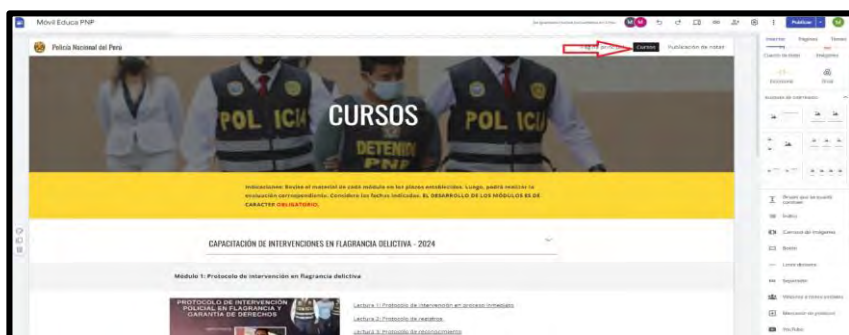 Móvil Educa PNP
Publicar
Policía Nacional del Perú
Cursos
Publicación de notas
Insertar Páginas Temas
Cuadro de texto Imágenes
POLICIA
CURSOS
POLICI
DETENIDO
PNP
Indicaciones: Revise el material de cada módulo en los plazos establecidos. Luego, podrá realizar la
evaluación correspondiente. Considere las fechas indicadas. EL DESARROLLO DE LOS MÓDULOS ES DE
CARÁCTER OBLIGATORIO.
CAPACITACIÓN DE INTERVENCIONES EN FLAGRANCIA DELICTIVA - 2024
Módulo 1: Protocolo de intervención en flagrancia delictiva
PROTOCOLO DE INTERVENCIÓN
POLICIAL EN FLAGRANCIA Y
GARANTÍA DE DERECHOS
Lectura 1: Protocolo de intervención en proceso inmediato
Lectura 2: Protocolo de registros
Lectura 3: Protocolo de reconocimiento
Índice
Carrusel de imágenes
Botón
YouTube